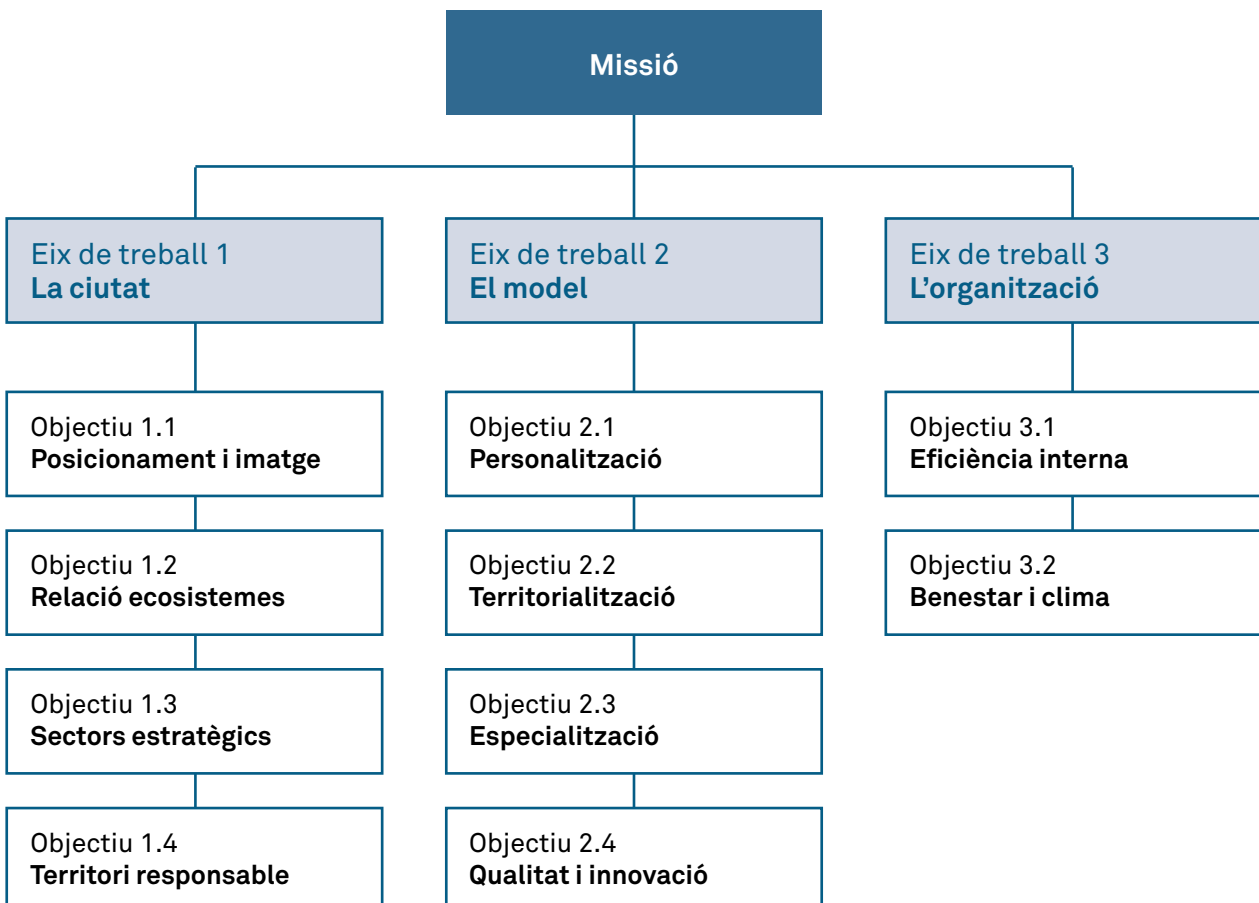 Missió
Eix de treball 1
La ciutat
Eix de treball 2
El model
Eix de treball 3
L’organització
Objectiu 1.1
Posicionament i imatge
Objectiu 2.1
Personalització
Objectiu 3.1
Eficiència interna
Objectiu 1.2
Relació ecosistemes
Objectiu 2.2
Territorialització
Objectiu 3.2
Benestar i clima
Objectiu 1.3
Sectors estratègics
Objectiu 2.3
Especialització
Objectiu 1.4
Territori responsable
Objectiu 2.4
Qualitat i innovació